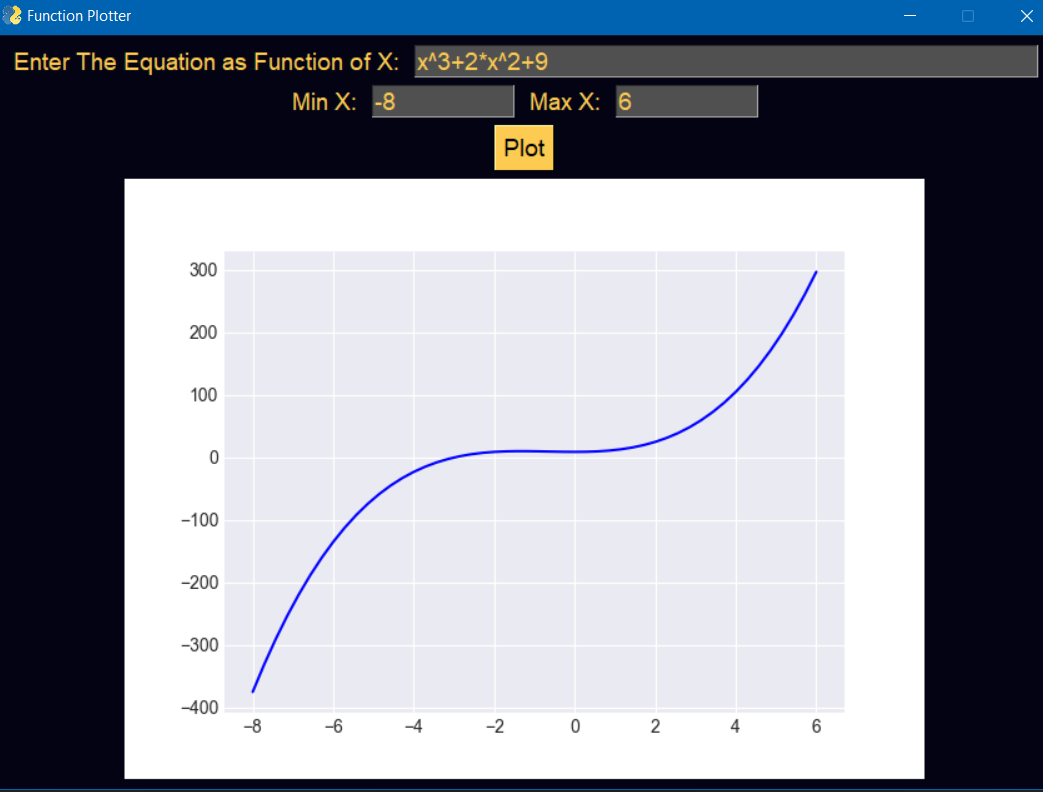 Function Plotter
Enter The Equation as Function of X: x^3+2*x^2+9
Min X: -8 Max X: 6
Plot
300
200
100
0
−100
−200
−300
−400
−8 −6 −4 −2 0 2 4 6